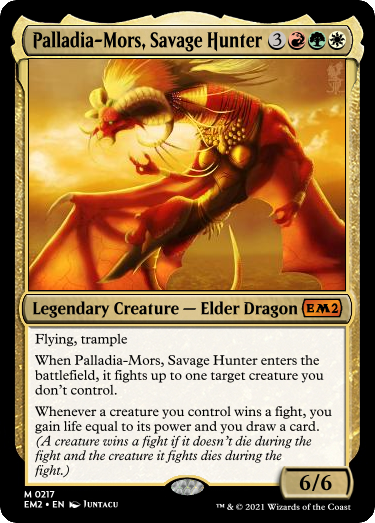 Palladia-Mors, Savage Hunter 3
Legendary Creature — Elder Dragon EM2
Flying, trample
When Palladia-Mors, Savage Hunter enters the
battlefield, it fights up to one target creature you
don't control.
Whenever a creature you control wins a fight, you
gain life equal to its power and you draw a card.
(A creature wins a fight if it doesn't die during the
fight and the creature it fights dies during the
fight.)
6/6
M 0217
EM2 • EN Juntacu
™ & © 2021 Wizards of the Coast